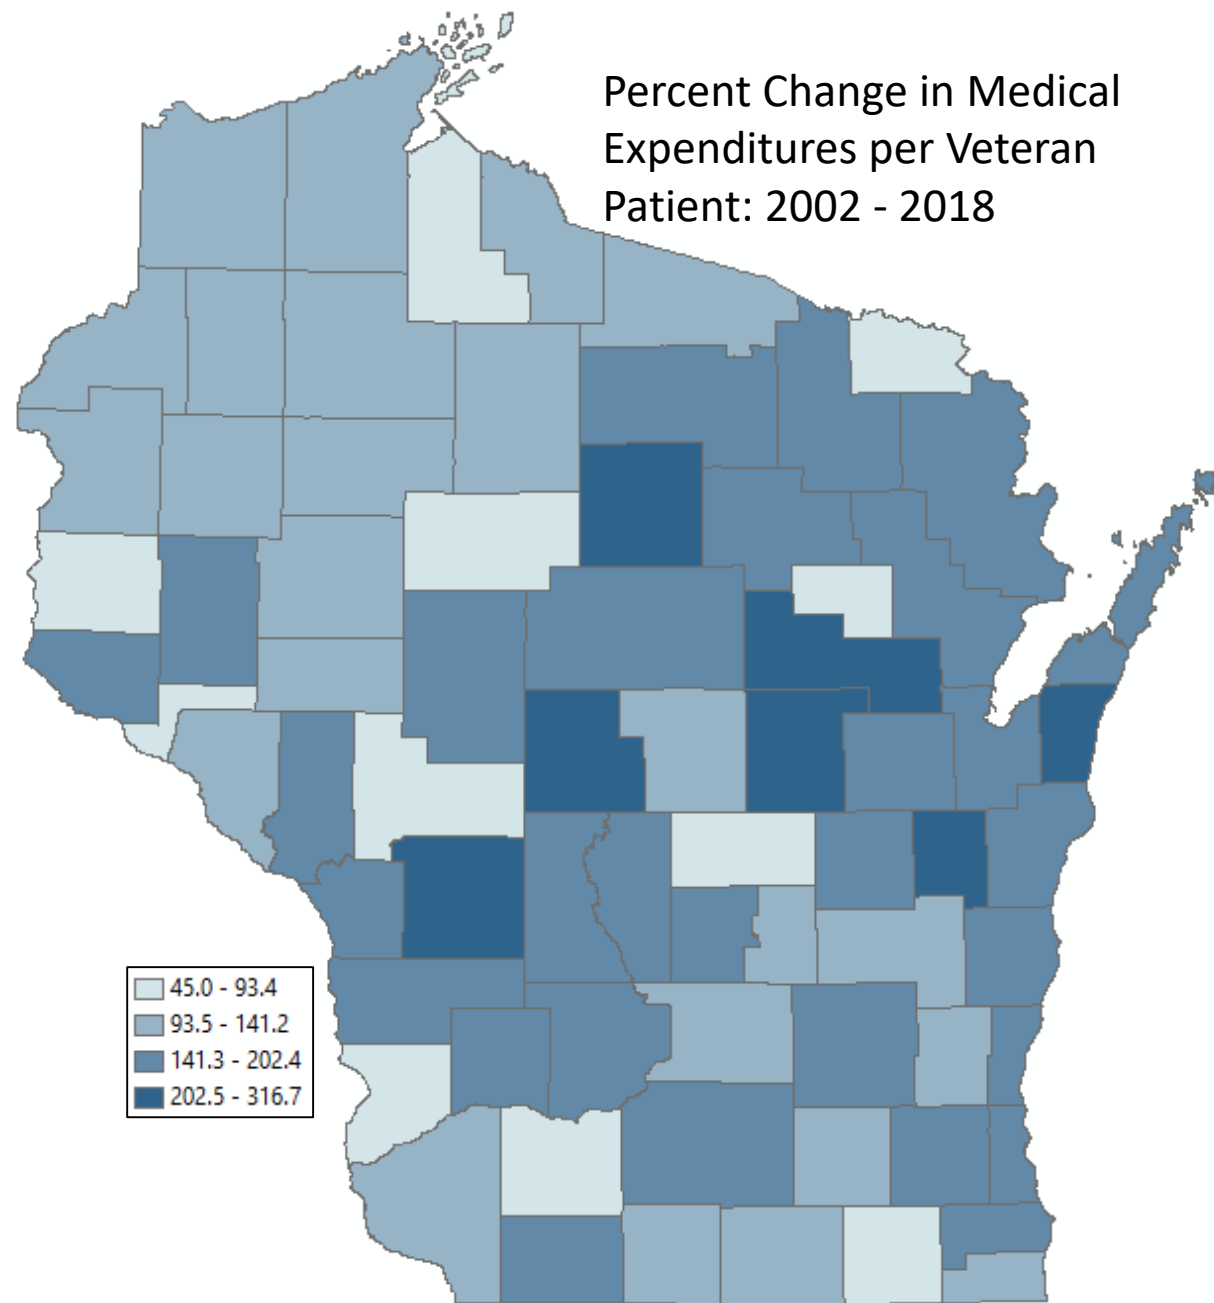 Percent Change in Medical
Expenditures per Veteran
Patient: 2002 - 2018
45.0 - 93.4
93.5 - 141.2
141.3 - 202.4
202.5 - 316.7